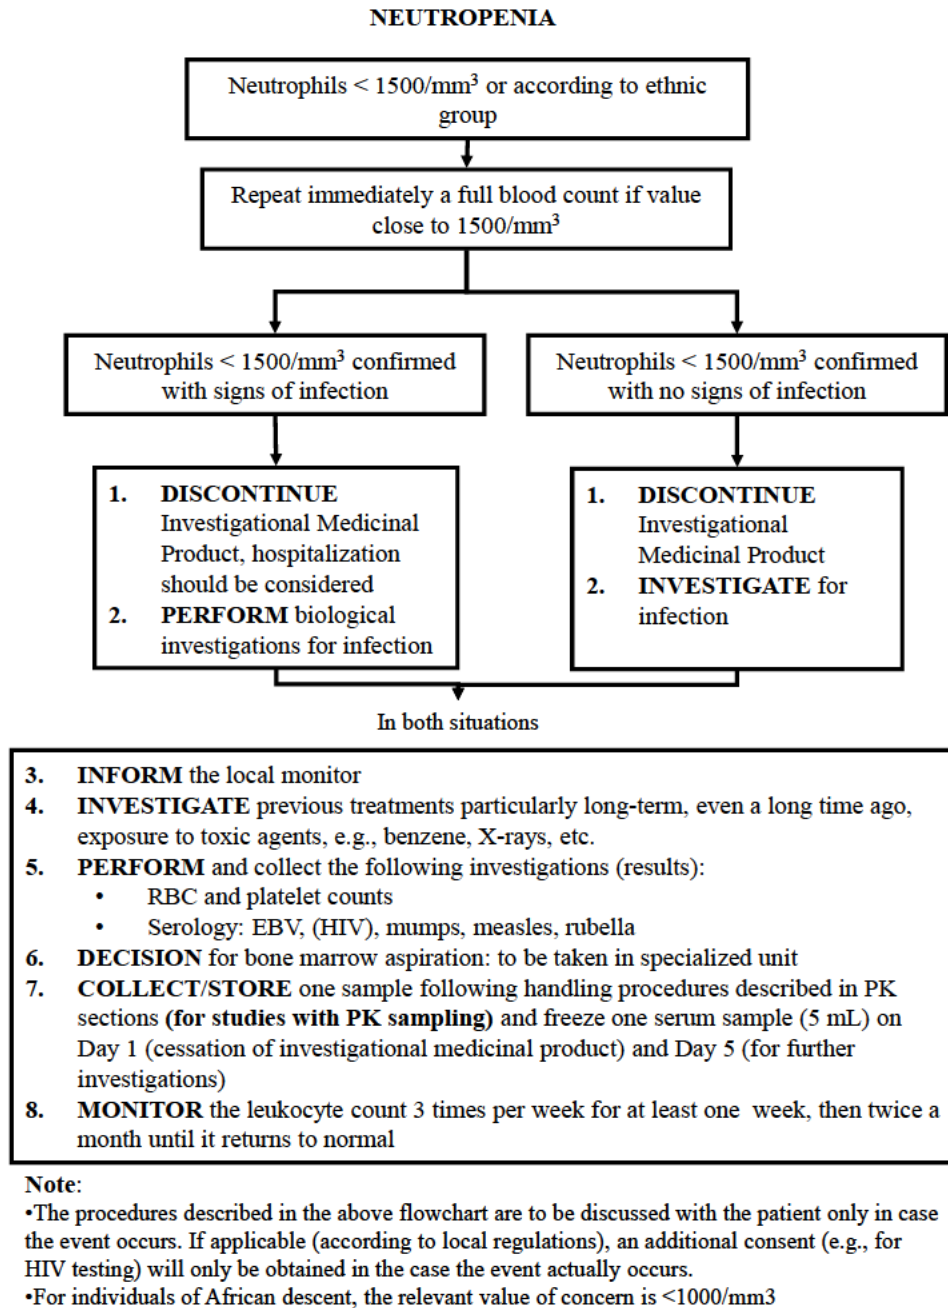 NEUTROPENIA
Neutrophils < 1500/mm³ or according to ethnic
group
Repeat immediately a full blood count if value
close to 1500/mm³
Neutrophils < 1500/mm³ confirmed
with signs of infection
Neutrophils < 1500/mm³ confirmed
with no signs of infection
1. DISCONTINUE
Investigational Medicinal
Product, hospitalization
should be considered
2. PERFORM biological
investigations for infection
1. DISCONTINUE
Investigational
Medicinal Product
2. INVESTIGATE for
infection
In both situations
3. INFORM the local monitor
4. INVESTIGATE previous treatments particularly long-term, even a long time ago,
exposure to toxic agents, e.g., benzene, X-rays, etc.
5. PERFORM and collect the following investigations (results):
• RBC and platelet counts
• Serology: EBV, (HIV), mumps, measles, rubella
6. DECISION for bone marrow aspiration: to be taken in specialized unit
7. COLLECT/STORE one sample following handling procedures described in PK
sections (for studies with PK sampling) and freeze one serum sample (5 mL) on
Day 1 (cessation of investigational medicinal product) and Day 5 (for further
investigations)
8. MONITOR the leukocyte count 3 times per week for at least one week, then twice a
month until it returns to normal
Note:
•The procedures described in the above flowchart are to be discussed with the patient only in case
the event occurs. If applicable (according to local regulations), an additional consent (e.g., for
HIV testing) will only be obtained in the case the event actually occurs.
•For individuals of African descent, the relevant value of concern is <1000/mm3